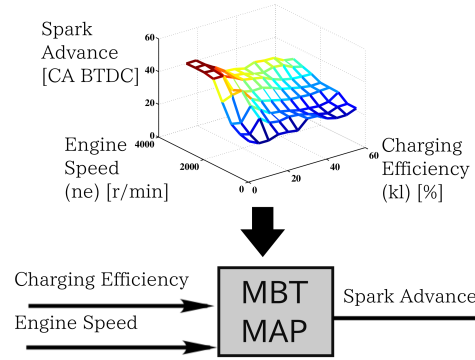 Spark
Advance
[CA BTDC]
60
40
20
0
4000
2000
0
0
20
40
60
Engine
Speed
(ne) [r/min]
Charging
Efficiency
(kl) [%]
Charging Efficiency
Engine Speed
MBT
MAP
Spark Advance